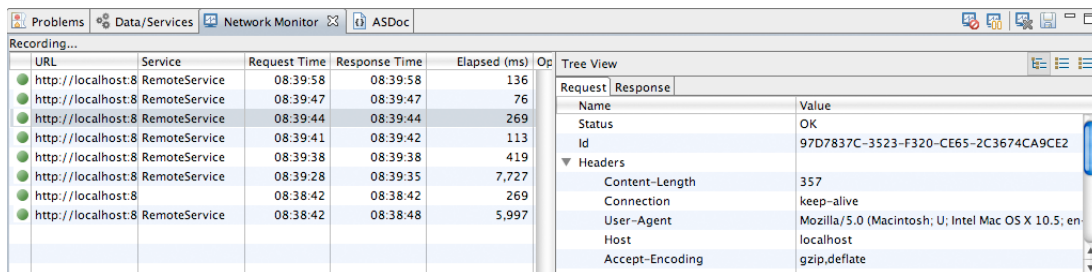 Problems Data/Services Network Monitor ASDoc
Recording...
URL Service Request Time Response Time Elapsed (ms) Op
http://localhost:8 RemoteService 08:39:58 08:39:58 136
http://localhost:8 RemoteService 08:39:47 08:39:47 76
http://localhost:8 RemoteService 08:39:44 08:39:44 269
http://localhost:8 RemoteService 08:39:41 08:39:42 113
http://localhost:8 RemoteService 08:39:38 08:39:38 419
http://localhost:8 RemoteService 08:39:28 08:39:35 7,727
http://localhost:8 08:38:42 08:38:42 269
http://localhost:8 RemoteService 08:38:42 08:38:48 5,997
Tree View
Request Response
Name Value
Status OK
Id 97D7837C-3523-F320-CE65-2C3674CA9CE2
Headers
Content-Length 357
Connection keep-alive
User-Agent Mozilla/5.0 (Macintosh; U; Intel Mac OS X 10.5; en-
Host localhost
Accept-Encoding gzip,deflate